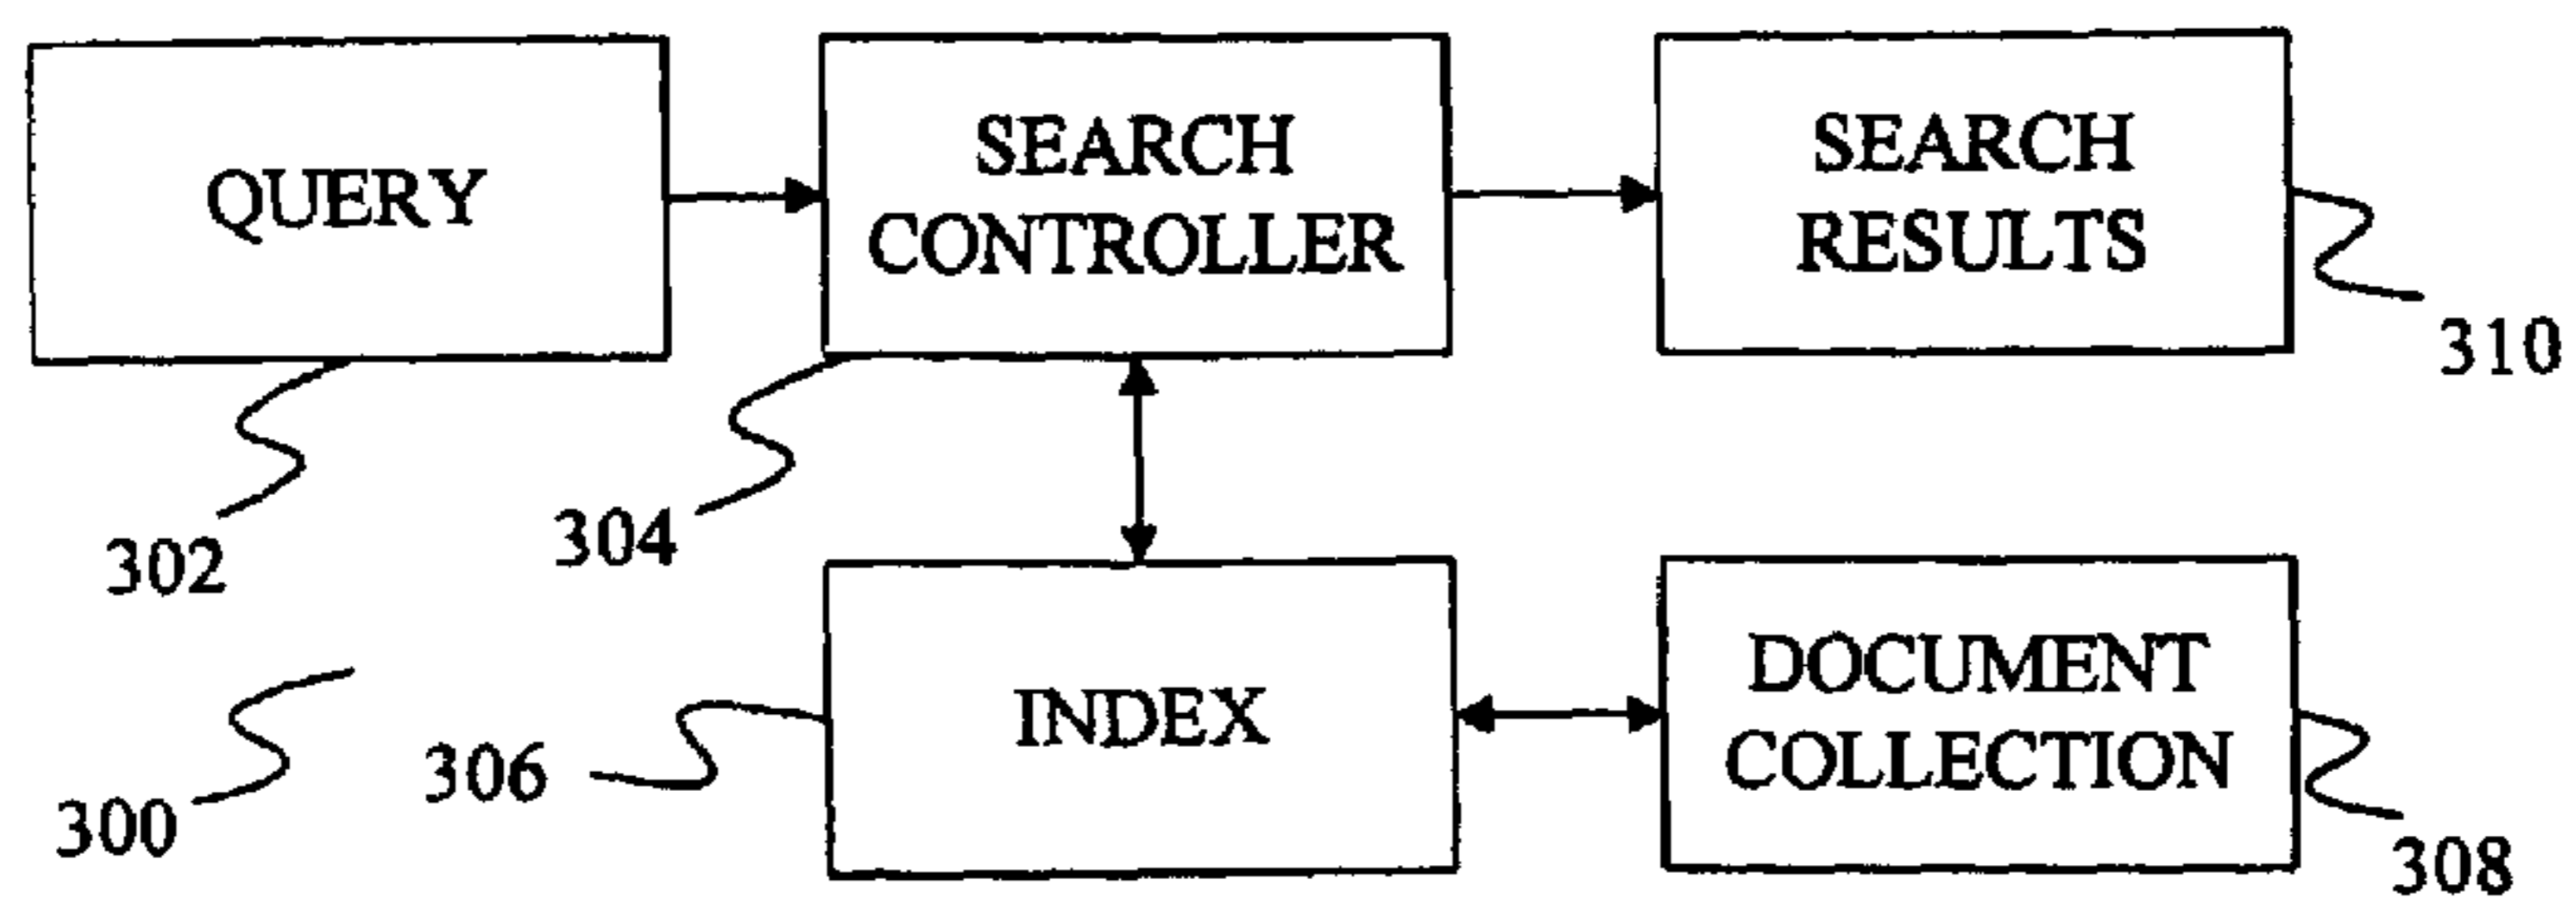 QUERY
SEARCH
CONTROLLER
SEARCH
RESULTS
310
302
304
INDEX
DOCUMENT
COLLECTION
306
300
308